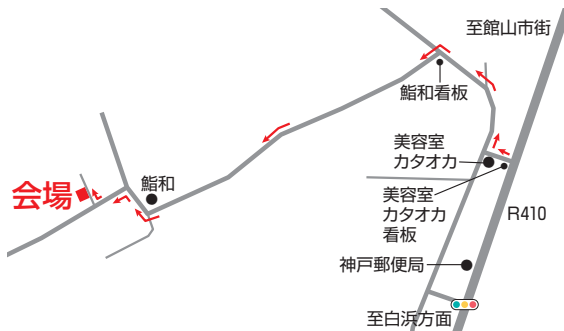 至館山市街
鮨和看板
美容室
カタオカ
鮨和
会場
美容室
カタオカ
看板
R410
神戸郵便局
至白浜方面